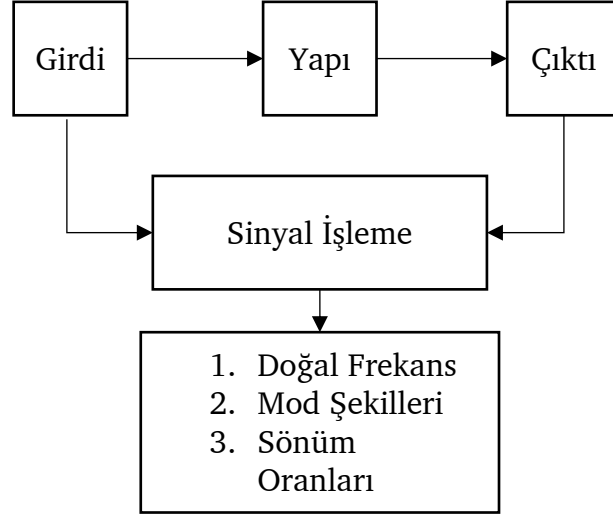 Girdi
Yapı
Çıktı
Sinyal İşleme
1. Doğal Frekans
2. Mod Şekilleri
3. Sönüm
Oranları